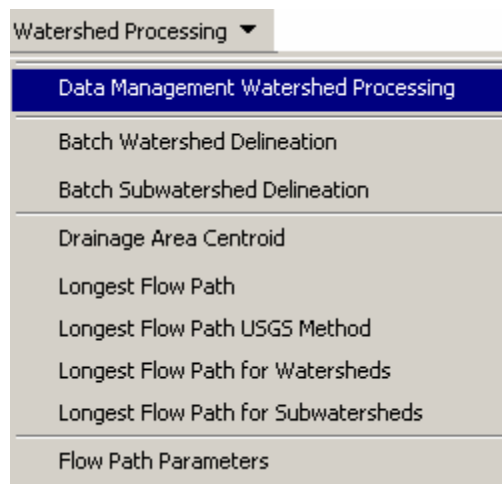 Watershed Processing
Data Management Watershed Processing
Batch Watershed Delineation
Batch Subwatershed Delineation
Drainage Area Centroid
Longest Flow Path
Longest Flow Path USGS Method
Longest Flow Path for Watersheds
Longest Flow Path for Subwatersheds
Flow Path Parameters